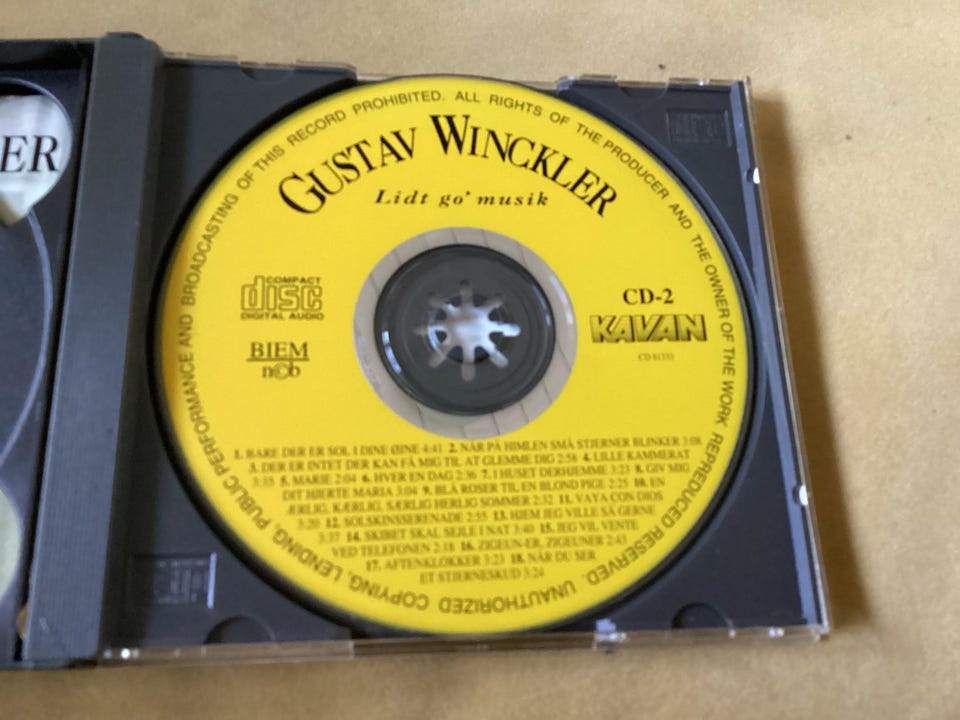 ER
PUBLIC PERFORMANCE AND BROADCASTING OF THIS RECORD PROHIBITED. ALL RIGHTS OF THE PRODUCER AND THE OWNER OF THE WORK REPREDUCED RESERVED. UNAUTHORIZED COPYING, LENDING,
GUSTAV WINCKLER
Lidt go' musik
COMPACT
disc
DIGITAL AUDIO
BIEM
n©b
CD-2
KAVAN
1. BARE DER ER SOL I DINE ØJNE 4:41 2. NÅR PÅ HIMLEN SMÅ STJERNER BLINKER 3:08
3. DER ER INTET DER KAN FÅ MIG TIL AT GLEMME DIG 2:58 4. LILLE KAMMERAT
3:35 5. MARIE 2:04 6. HVER EN DAG 2:36 7. I HUSET DERHJEMME 3:23 8. GIV MIG
DIT HJERTE MARIA 3:04 9. BLÅ ROSER TIL EN BLOND PIGE 2:25 10. EN
ÆRLIG, KÆRLIG, SÆRLIG HERLIG SOMMER 2:32 11. VAYA CON DIOS
3:20 12. SOLSKINSSERENADE 2:55 13. HJEM JEG VILLE SÅ GERNE
3:37 14. SKIBET SKAL SEJLE I NAT 3:40 15. JEG VIL VENTE
VED TELEFONEN 2:18 16. ZIGEUN-ER, ZIGEUNER 2:43
17. AFTENKLOKKER 3:23 18. NÅR DU SER
ET STJERNESKUD 3:24